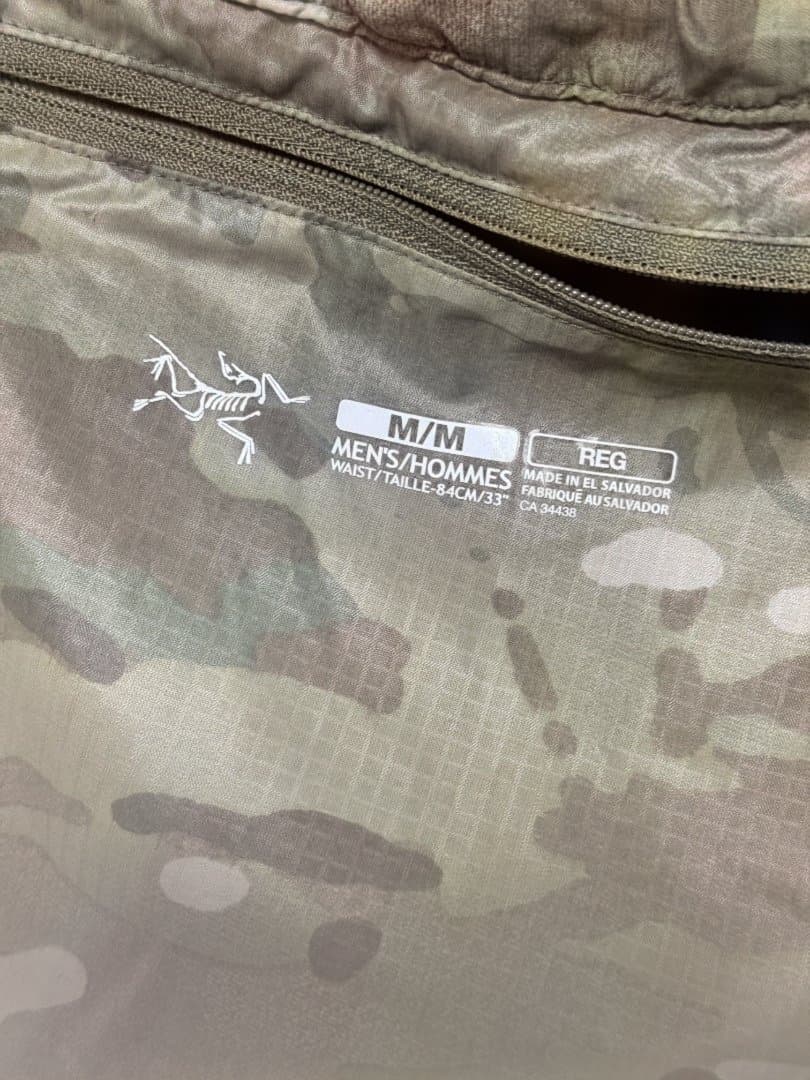 M/M
MEN'S/HOMMES
WAIST/TAILLE-84CM/33"
REG
MADE IN EL SALVADOR
FABRIQUÉ AU SALVADOR
CA 34438